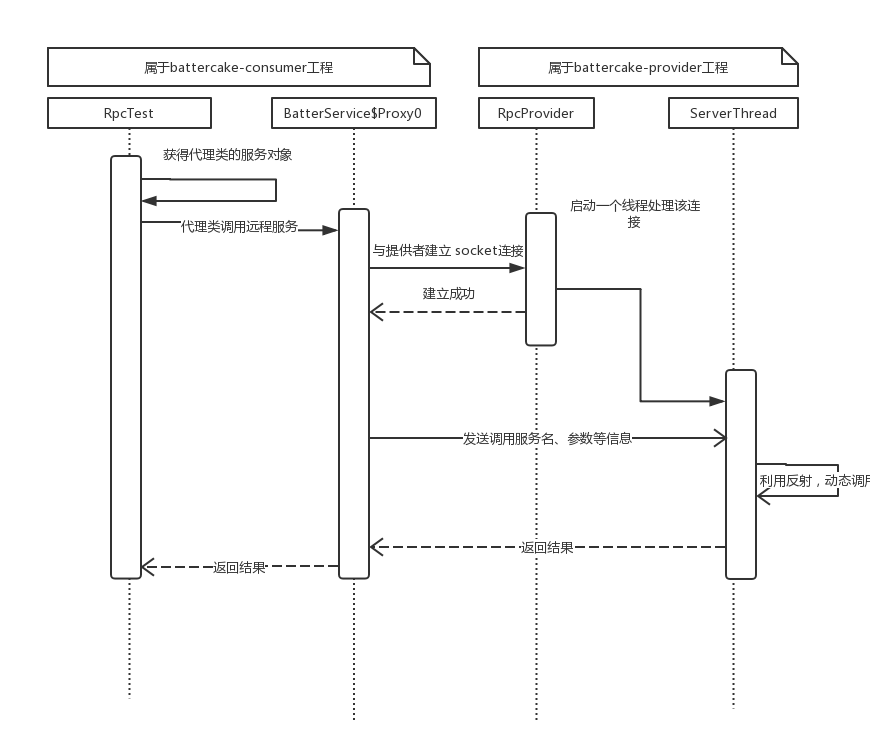 属于battercake-consumer工程
属于battercake-provider工程
RpcTest
BatterService$Proxy0
RpcProvider
ServerThread
获得代理类的服务对象
启动一个线程处理该连
接
代理类调用远程服务
与提供者建立 socket连接
建立成功
发送调用服务名、参数等信息
利用反射，动态调用
返回结果
返回结果